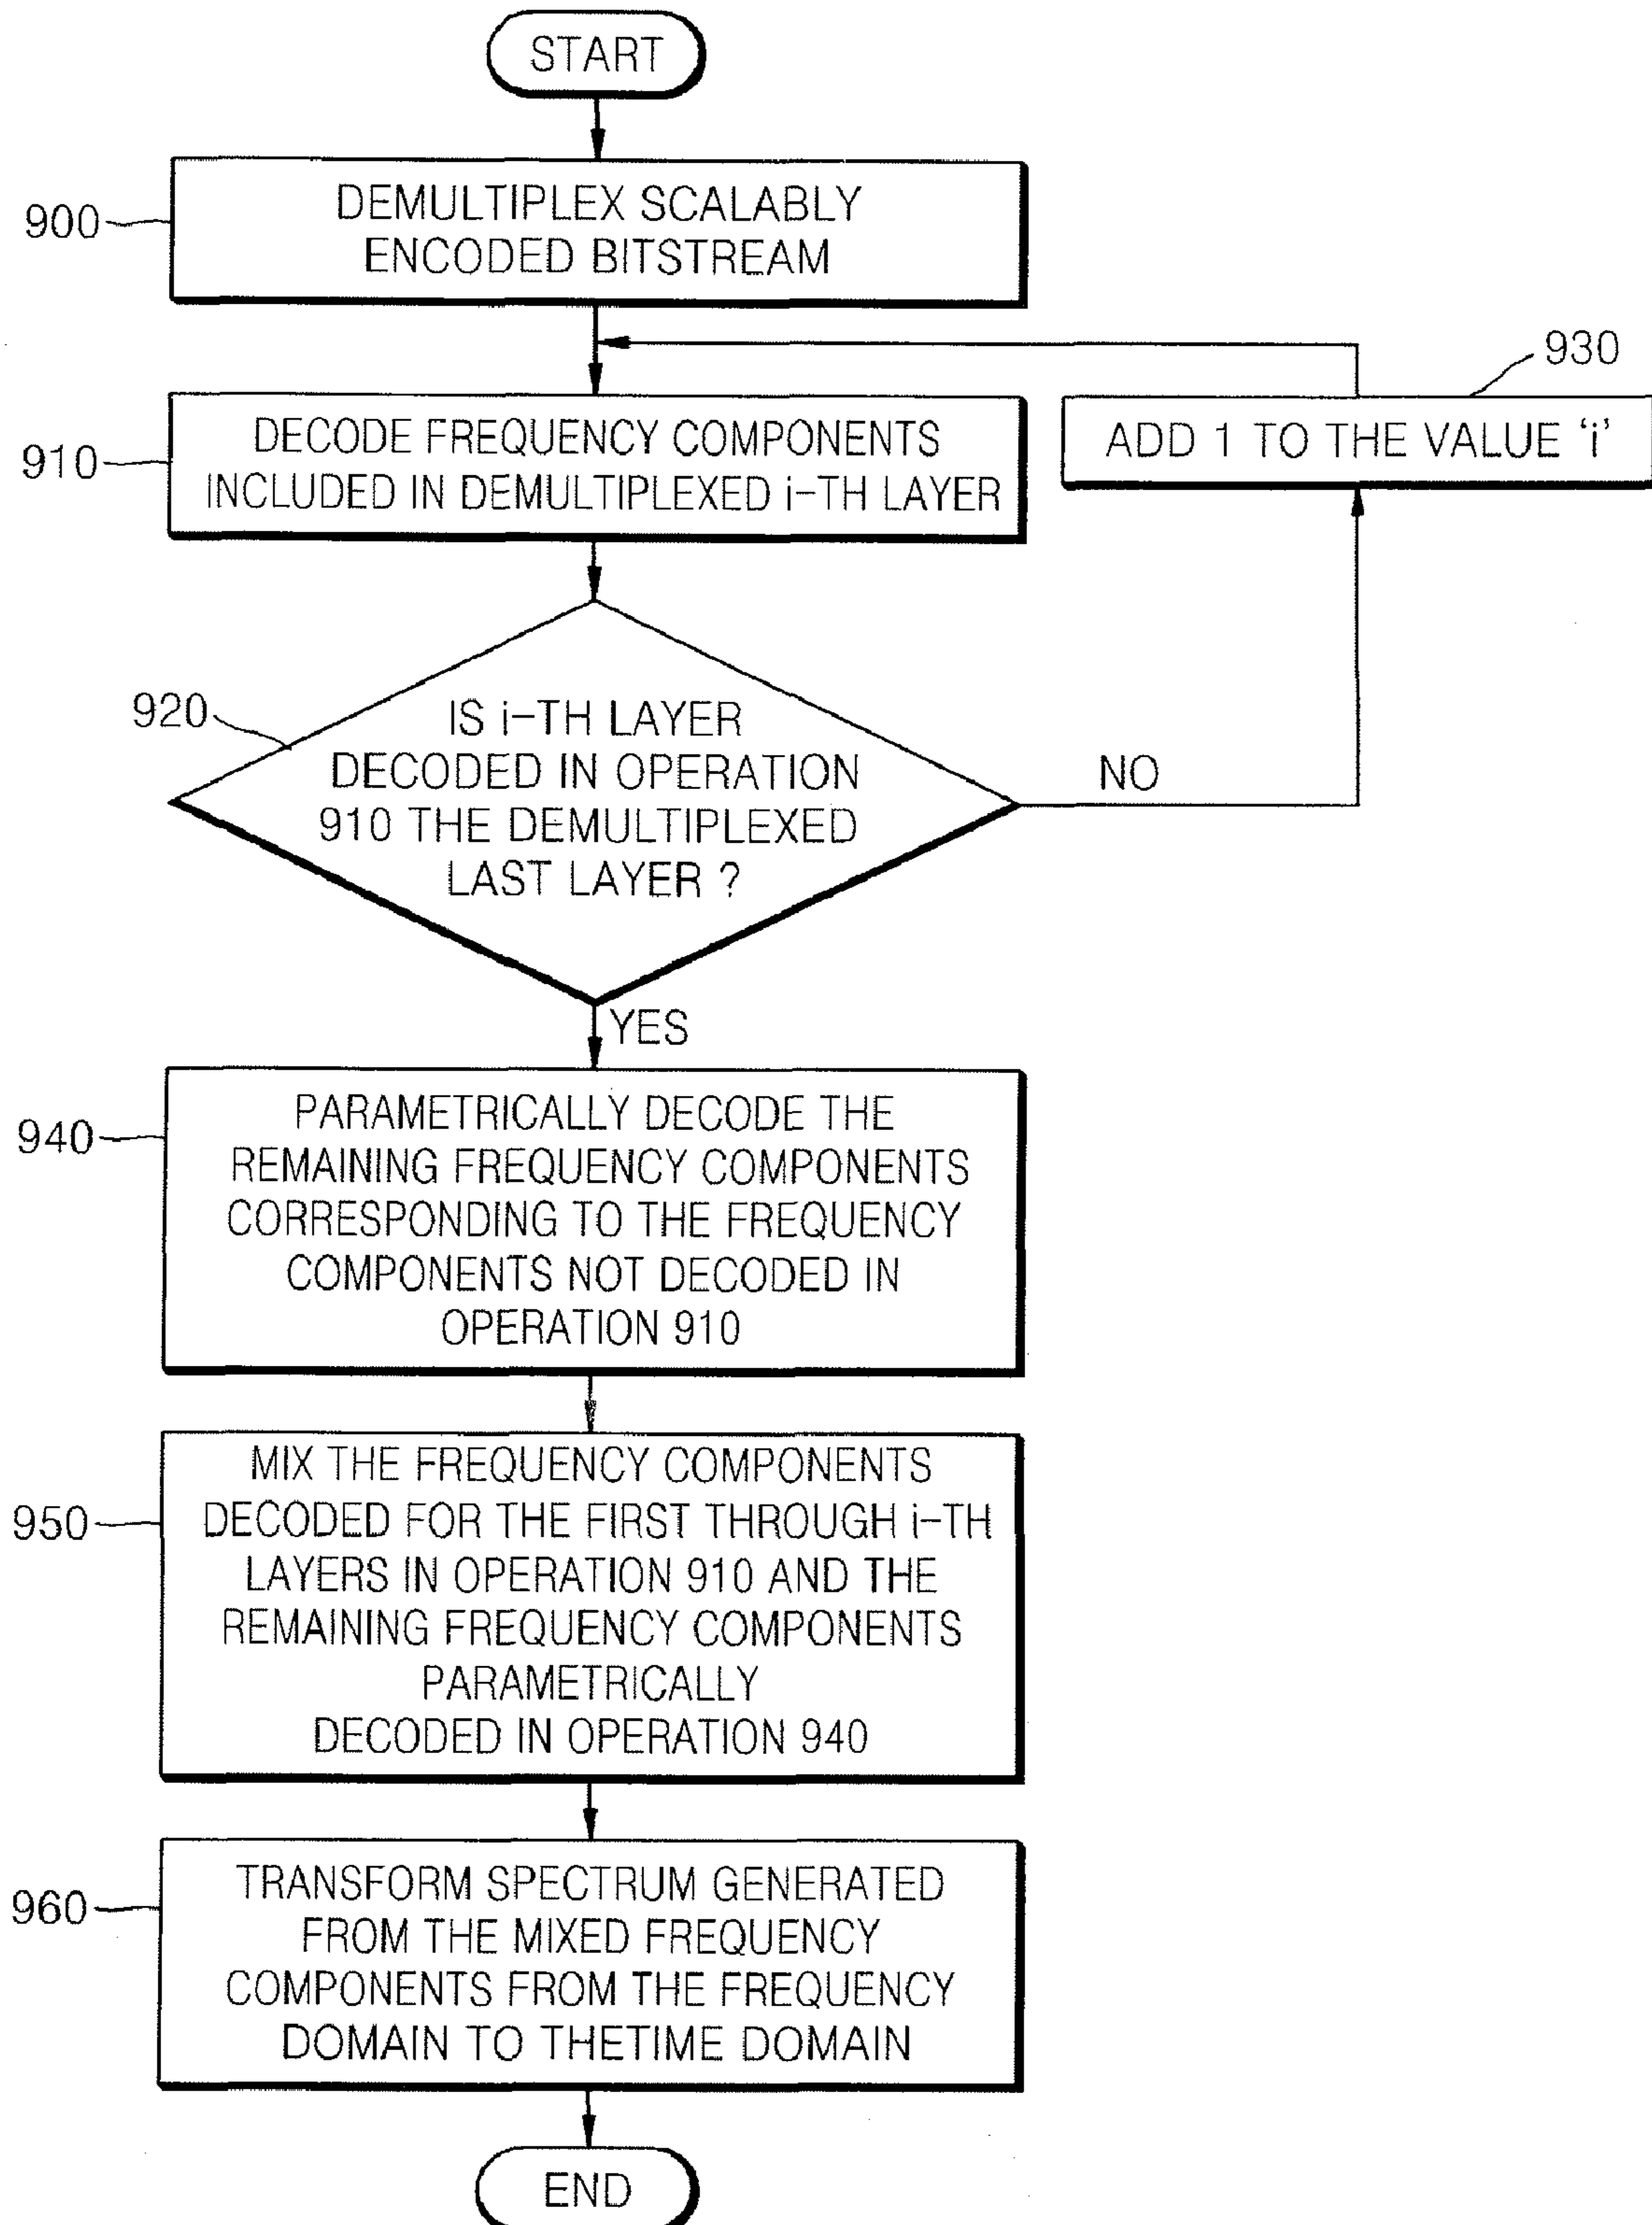 START
900
DEMULTIPLEX SCALABLY
ENCODED BITSTREAM
930
ADD 1 TO THE VALUE ‘i’
910
DECODE FREQUENCY COMPONENTS
INCLUDED IN DEMULTIPLEXED i-TH LAYER
920
IS i-TH LAYER
DECODED IN OPERATION
910 THE DEMULTIPLEXED
LAST LAYER ?
NO
YES
940
PARAMETRICALLY DECODE THE
REMAINING FREQUENCY COMPONENTS
CORRESPONDING TO THE FREQUENCY
COMPONENTS NOT DECODED IN
OPERATION 910
950
MIX THE FREQUENCY COMPONENTS
DECODED FOR THE FIRST THROUGH i-TH
LAYERS IN OPERATION 910 AND THE
REMAINING FREQUENCY COMPONENTS
PARAMETRICALLY
DECODED IN OPERATION 940
960
TRANSFORM SPECTRUM GENERATED
FROM THE MIXED FREQUENCY
COMPONENTS FROM THE FREQUENCY
DOMAIN TO THETIME DOMAIN
END